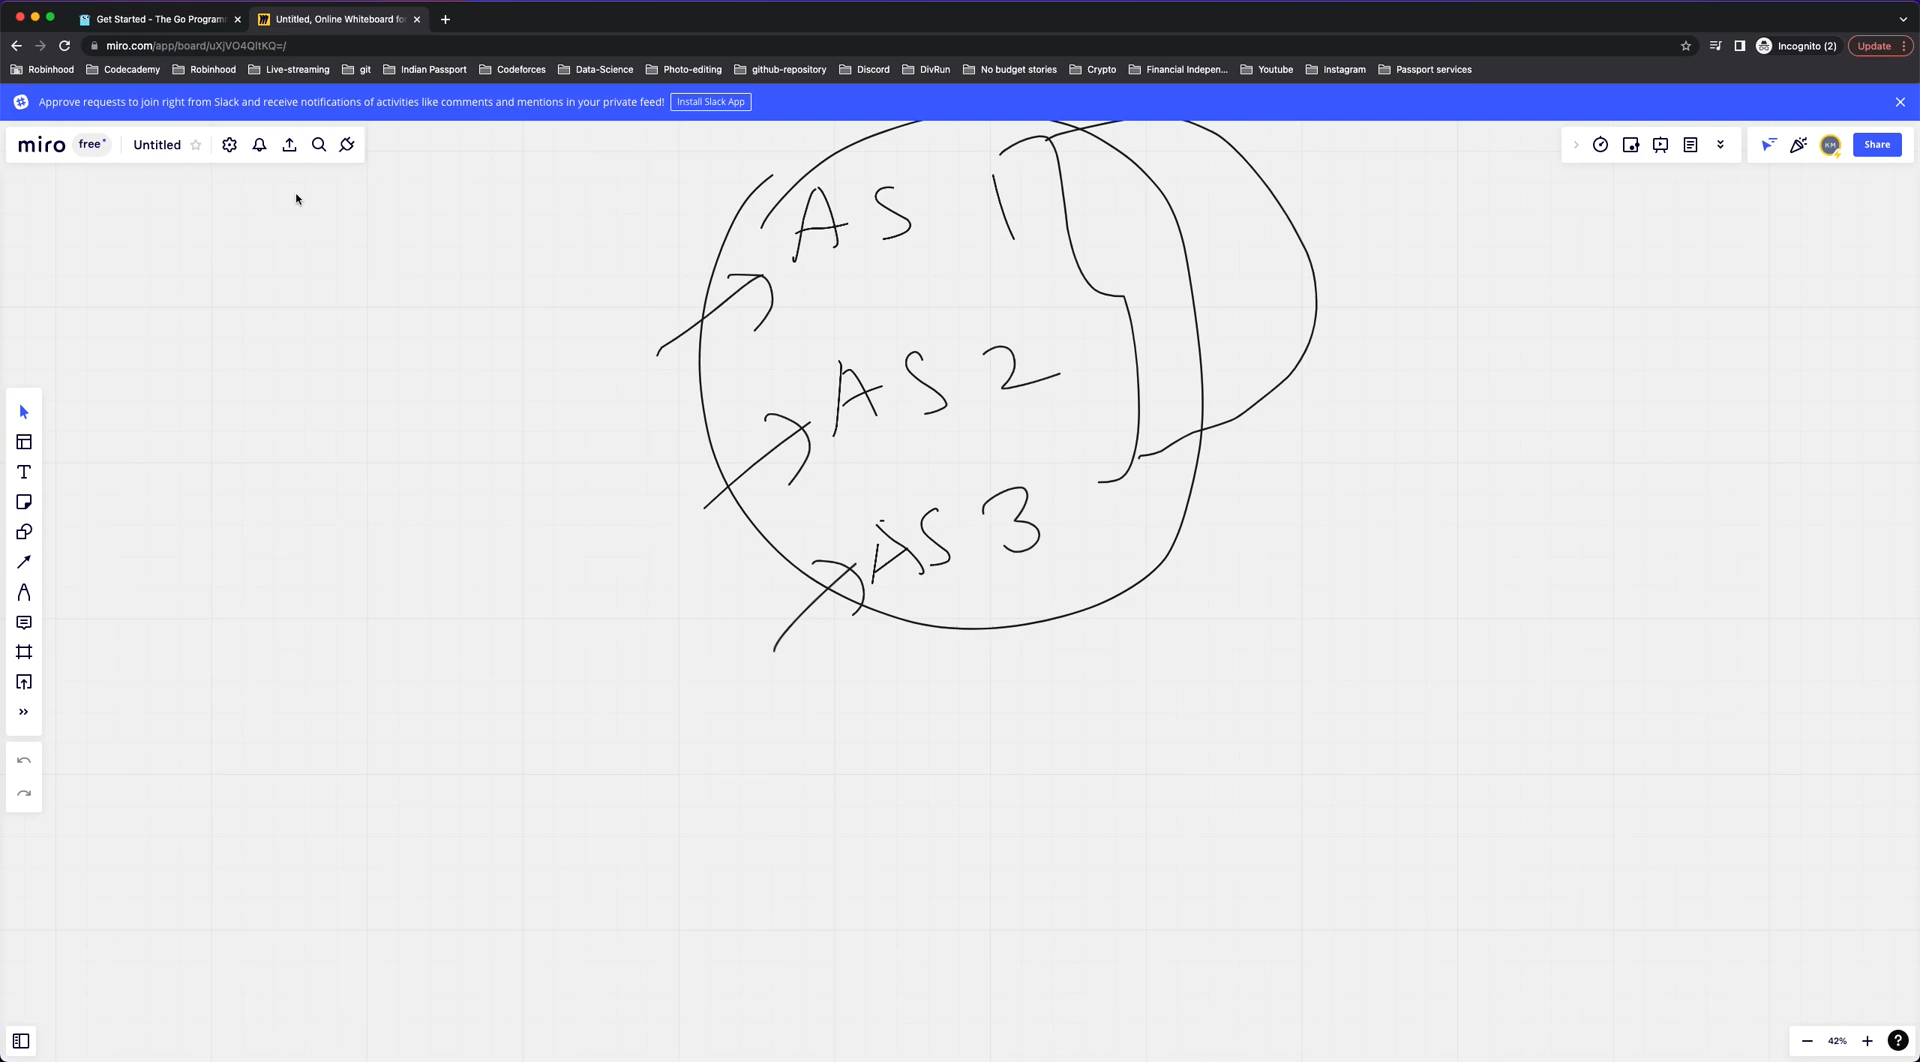 Get Started - The Go Program
Untitled, Online Whiteboard fo
miro.com/app/board/uXjVO4QltKQ=/
Incognito (2)
Update
Robinhood
Codecademy
Robinhood
Live-streaming
git
Indian Passport
Codeforces
Data-Science
Photo-editing
github-repository
Discord
DivRun
No budget stories
Crypto
Financial Indepen...
Youtube
Instagram
Passport services
Approve requests to join right from Slack and receive notifications of activities like comments and mentions in your private feed!
Install Slack App
miro
free
Untitled
KM
Share
AS 1
AS 2
AS 3
42%